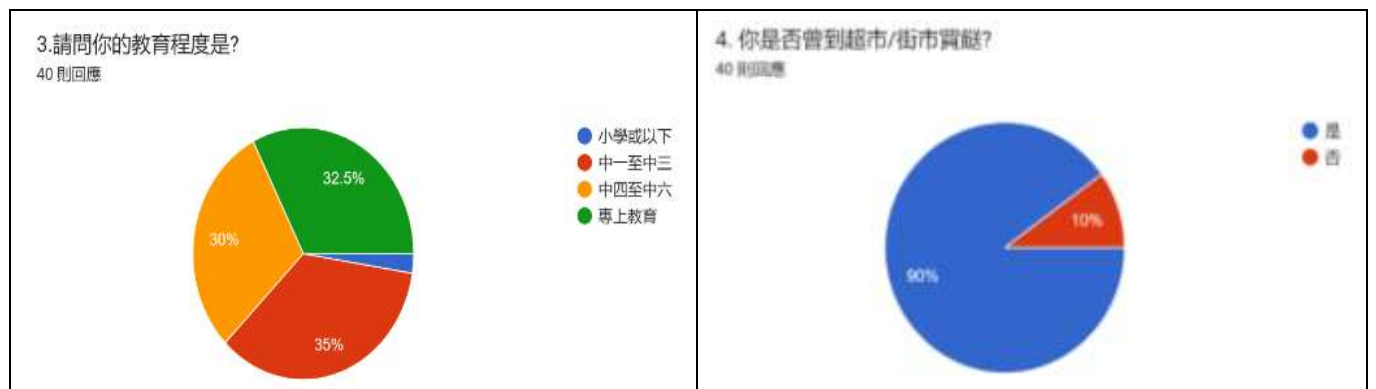 3.請問你的教育程度是?
40 則回應
小學或以下
中一至中三
中四至中六
專上教育
32.5%
30%
35%
4. 你是否曾到超市/街市買餸?
40 則回應
是
否
10%
90%